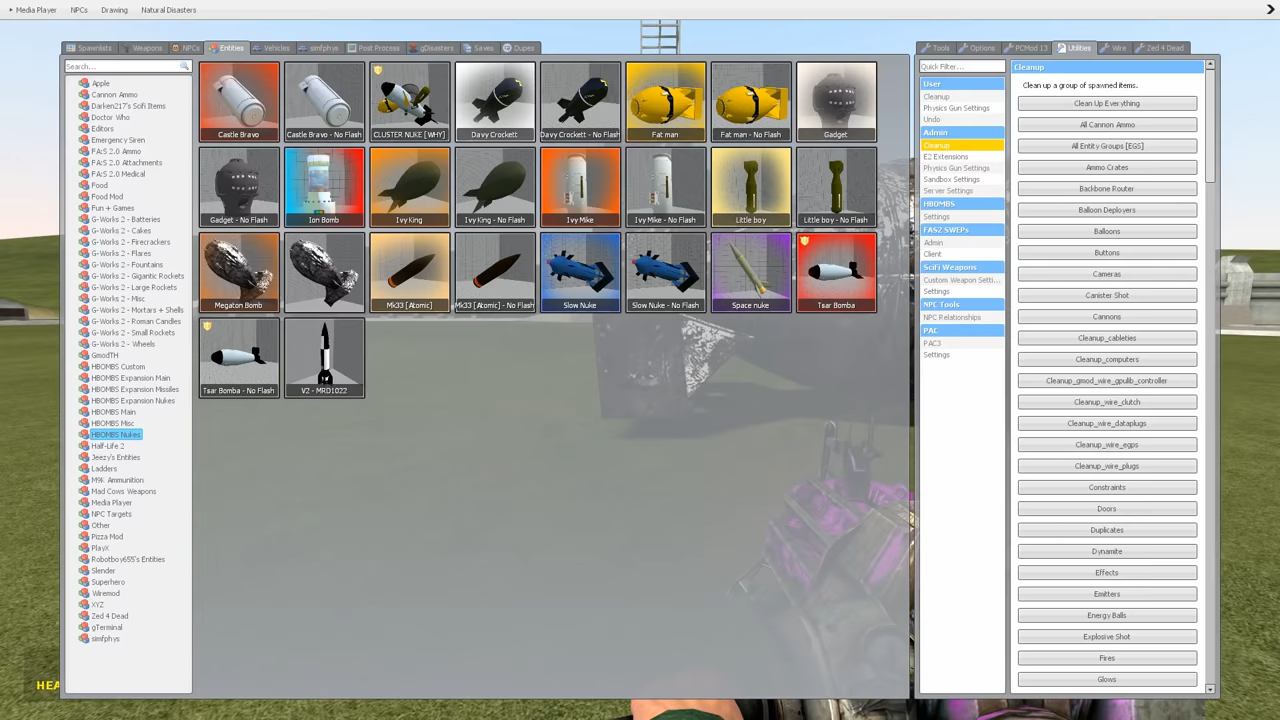 Media Player NPCs Drawing Natural Disasters
Spawnlists Weapons NPCs Entities Vehicles simfphys Post Process gDisasters Saves Dupes
Search...
Apple
Cannon Ammo
Darken217's SciFi Items
Doctor Who
Editors
Emergency Siren
FA:S 2.0 Ammo
FA:S 2.0 Attachments
FA:S 2.0 Medical
Food
Food Mod
Fun + Games
G-Works 2 - Batteries
G-Works 2 - Cakes
G-Works 2 - Firecrackers
G-Works 2 - Flares
G-Works 2 - Fountains
G-Works 2 - Gigantic Rockets
G-Works 2 - Large Rockets
G-Works 2 - Misc
G-Works 2 - Mortars + Shells
G-Works 2 - Roman Candles
G-Works 2 - Small Rockets
G-Works 2 - Wheels
GmodTH
HBOMBS Custom
HBOMBS Expansion Main
HBOMBS Expansion Missiles
HBOMBS Expansion Nukes
HBOMBS Main
HBOMBS Misc
HBOMBS Nukes
Half-Life 2
Jeezy's Entities
Ladders
M9K Ammunition
Mad Cows Weapons
Media Player
NPC Targets
Other
Pizza Mod
PlayX
Robotboy655's Entities
Slender
Superhero
Wiremod
XYZ
Zed 4 Dead
gTerminal
simfphys
Castle Bravo Castle Bravo - No Flash CLUSTER NUKE [WHY] Davy Crockett Davy Crockett - No Flash Fat man Fat man - No Flash Gadget
Gadget - No Flash Ion Bomb Ivy King Ivy King - No Flash Ivy Mike Ivy Mike - No Flash Little boy Little boy - No Flash
Megaton Bomb Mk33 [Atomic] Mk33 [Atomic] - No Flash Slow Nuke Slow Nuke - No Flash Space nuke Tsar Bomba
Tsar Bomba - No Flash V2 - MRD1022
HEA
Tools Options PCMod 13 Utilities Wire Zed 4 Dead
Quick Filter...
User
Cleanup
Physics Gun Settings
Undo
Admin
Cleanup
E2 Extensions
Physics Gun Settings
Sandbox Settings
Server Settings
HBOMBS
Settings
FAS2 SWEPs
Admin
Client
SciFi Weapons
Custom Weapon Setti...
Settings
NPC Tools
NPC Relationships
PAC
PAC3
Settings
Cleanup
Clean up a group of spawned items.
Clean Up Everything
All Cannon Ammo
All Entity Groups [EGS]
Ammo Crates
Backbone Router
Balloon Deployers
Balloons
Buttons
Cameras
Canister Shot
Cannons
Cleanup_cableties
Cleanup_computers
Cleanup_gmod_wire_gpulib_controller
Cleanup_wire_clutch
Cleanup_wire_dataplugs
Cleanup_wire_egps
Cleanup_wire_plugs
Constraints
Doors
Duplicates
Dynamite
Effects
Emitters
Energy Balls
Explosive Shot
Fires
Glows